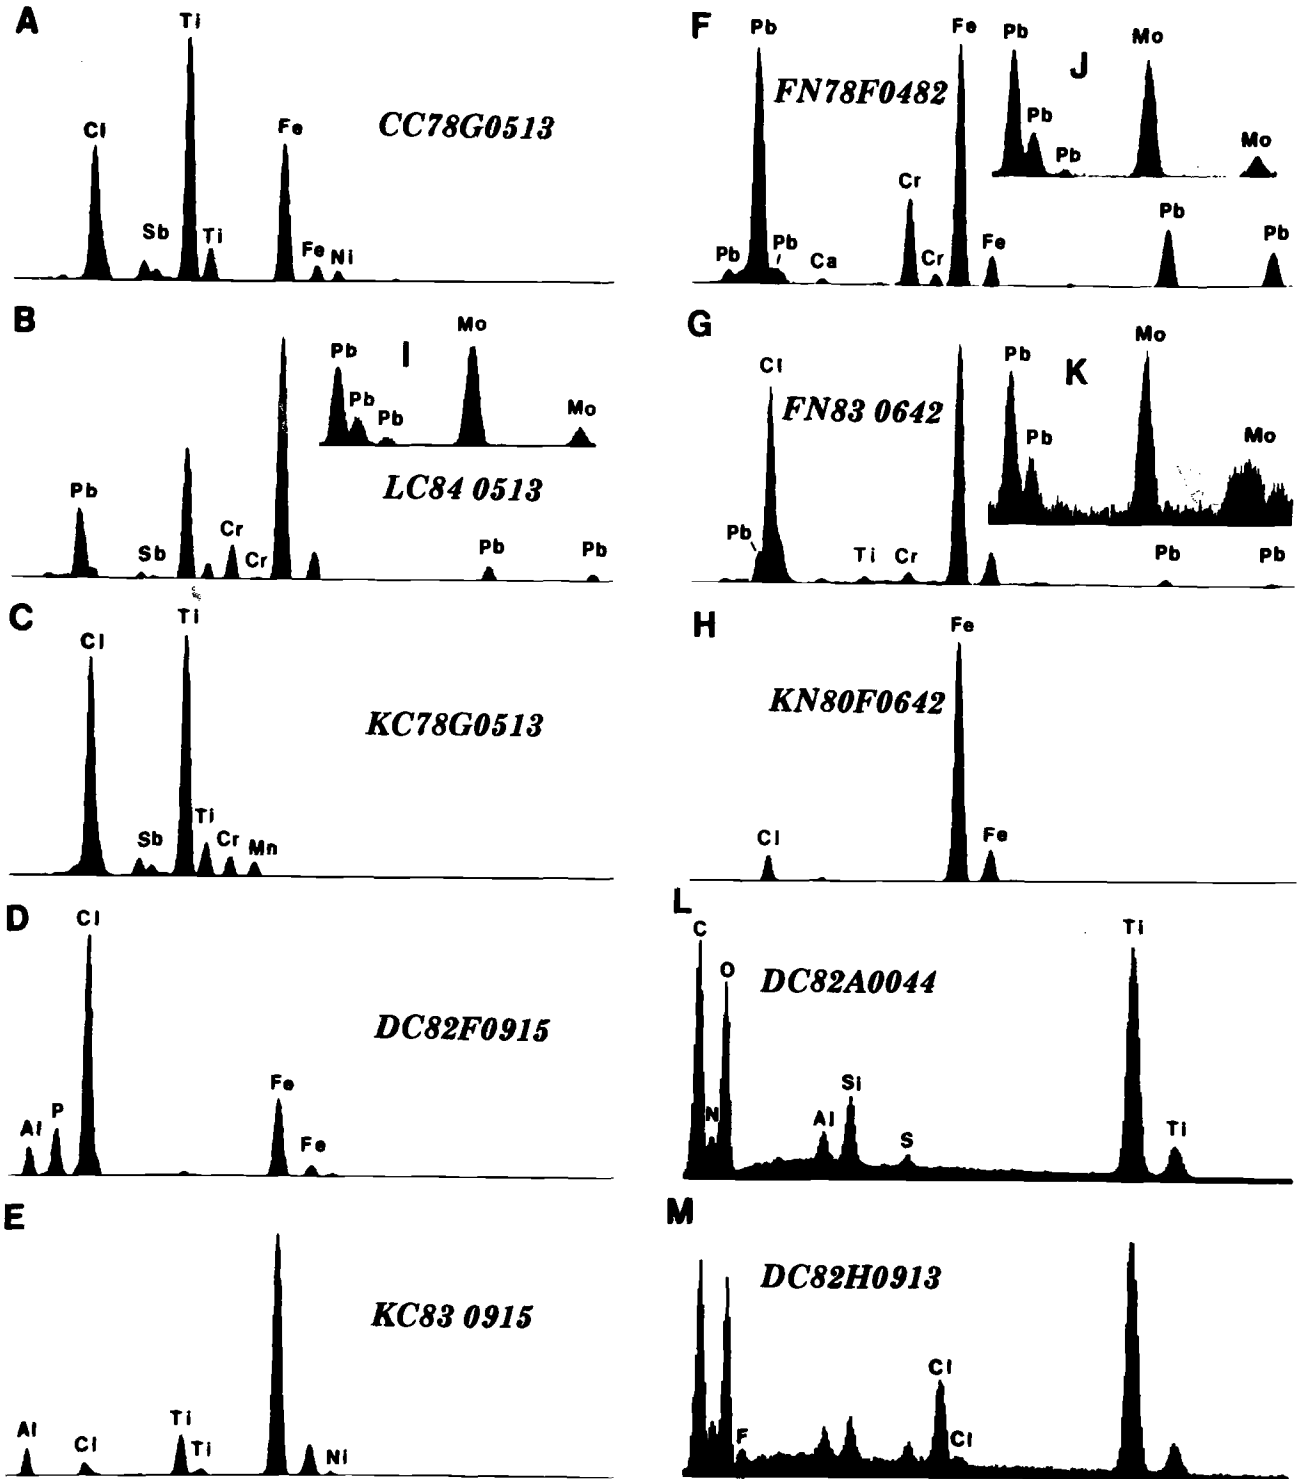 A
Ti
Cl
Fe
CC78G0513
Sb
Ti
Fe
Ni
B
Mo
Pb
I
Pb
Pb
Mo
LC84 0513
Pb
Sb
Cr
Cr
Pb
Pb
C
Ti
Cl
KC78G0513
Ti
Sb
Cr
Mn
D
Cl
DC82F0915
Fe
P
Al
Fe
E
KC83 0915
Ti
Al
Cl
Ti
Ni
F
Pb
Fe
Pb
Mo
J
FN78F0482
Pb
Mo
Pb
Cr
Pb
Pb
Fe
Pb
Pb
Ca
Cr
G
Mo
Pb
Cl
K
FN83 0642
Pb
Mo
Pb
Ti
Cr
Pb
Pb
H
Fe
KN80F0642
Cl
Fe
L
C
Ti
O
DC82A0044
Si
N
Al
S
Ti
M
DC82H0913
Cl
F
Cl